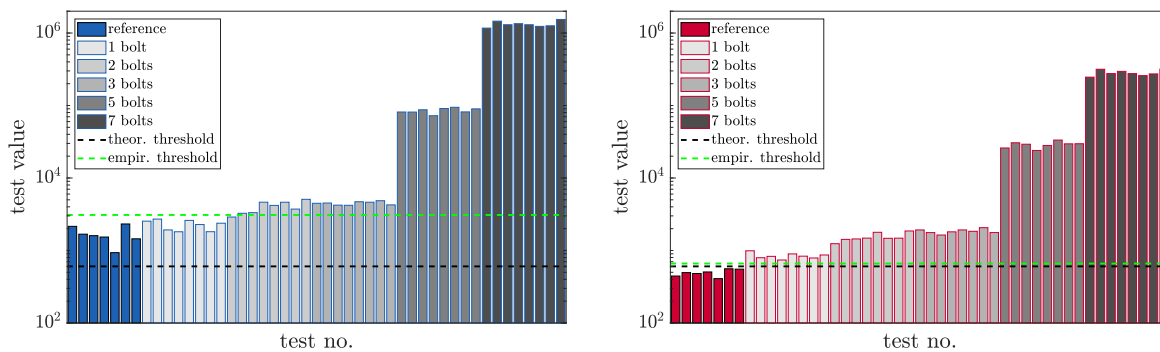 reference
1 bolt
2 bolts
3 bolts
5 bolts
7 bolts
theor. threshold
empir. threshold
10^6
10^4
10^2
test value
test no.
reference
1 bolt
2 bolts
3 bolts
5 bolts
7 bolts
theor. threshold
empir. threshold
10^6
10^4
10^2
test value
test no.